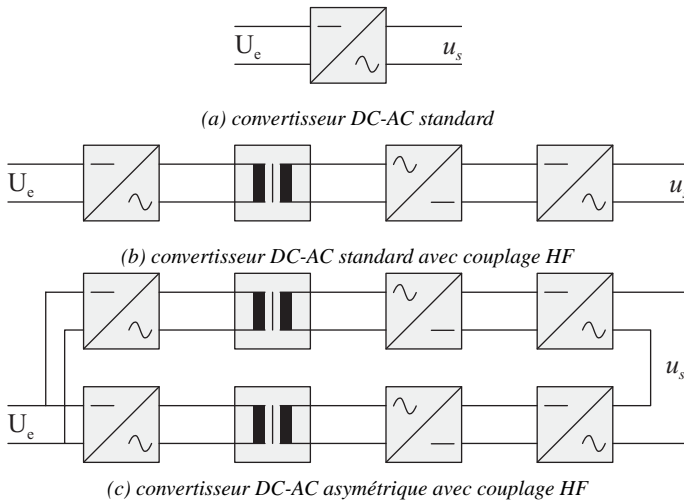 U_e u_s
(a) convertisseur DC-AC standard
U_e u_s
(b) convertisseur DC-AC standard avec couplage HF
u_s
U_e
(c) convertisseur DC-AC asymétrique avec couplage HF